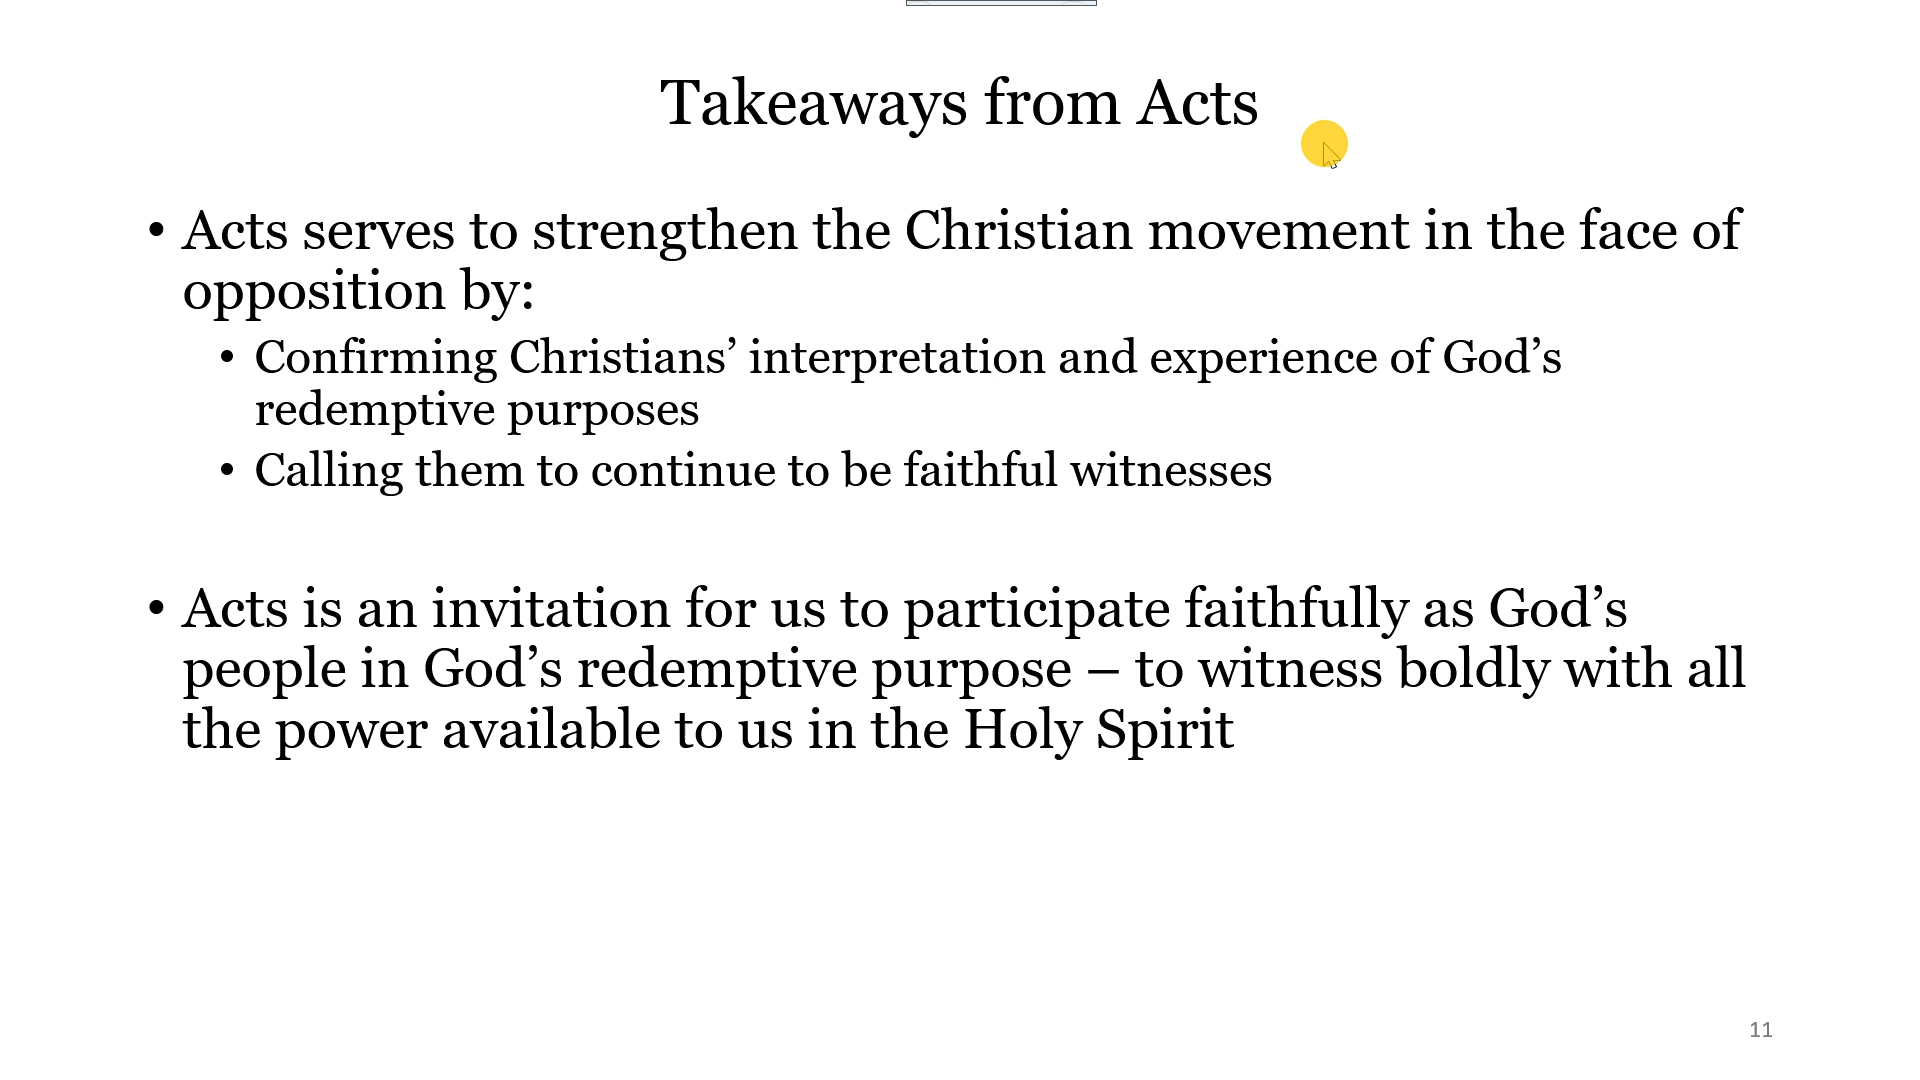 Takeaways from Acts
• Acts serves to strengthen the Christian movement in the face of
opposition by:
• Confirming Christians’ interpretation and experience of God’s
redemptive purposes
• Calling them to continue to be faithful witnesses
• Acts is an invitation for us to participate faithfully as God’s
people in God’s redemptive purpose – to witness boldly with all
the power available to us in the Holy Spirit
11